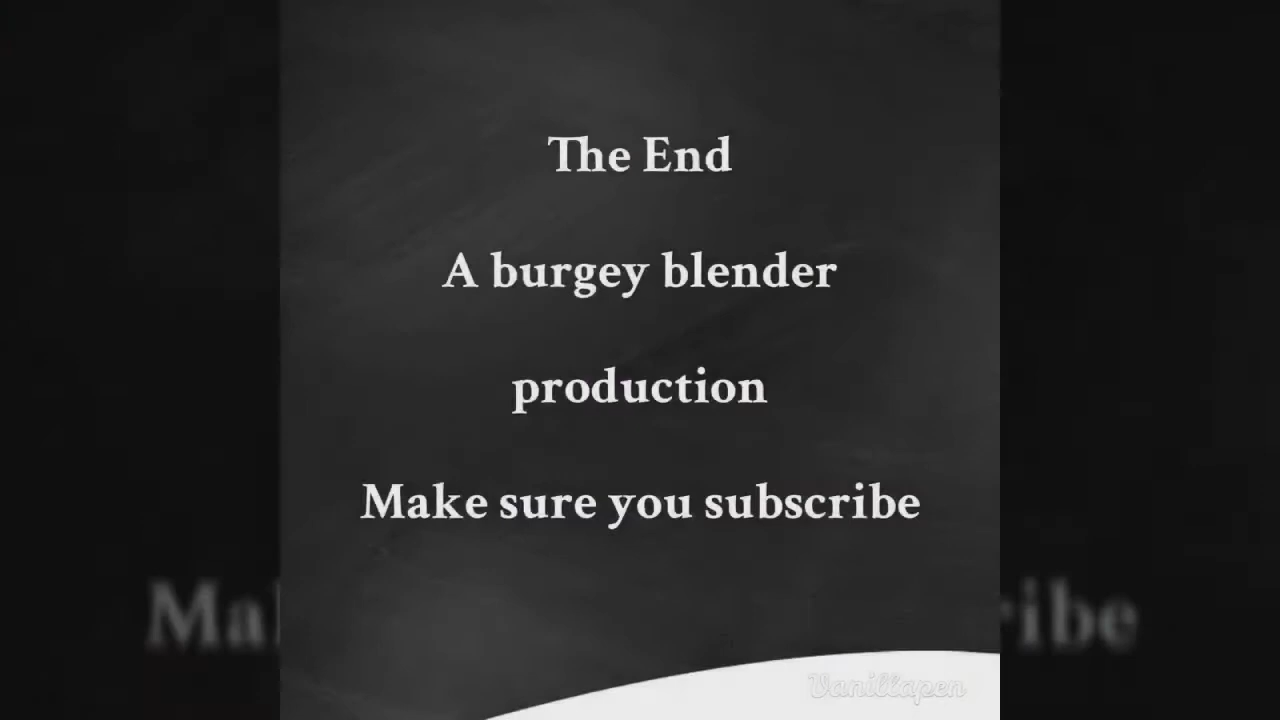 The End
A burgey blender
production
Make sure you subscribe
Vanillapen